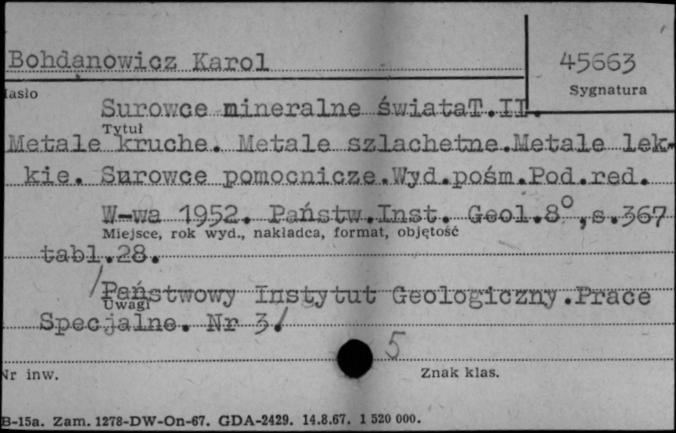 Bohdanowicz Karol
45663
Hasło
Sygnatura
Surowce mineralne świataT.II.
Tytuł
Metale kruche. Metale szlachetne.Metale lek-
kie. Surowce pomocnicze.Wyd.pośm.Pod.red.
W-wa 1952. Państw.Inst. Geol.8°,s.367
Miejsce, rok wyd., nakładca, format, objętość
tabl.28.
/Państwowy Instytut Geologiczny.Prace
Uwagi
Specjalne. Nr 3/
5
Nr inw.
Znak klas.
B-15a. Zam. 1278-DW-On-67. GDA-2429. 14.8.67. 1 520 000.